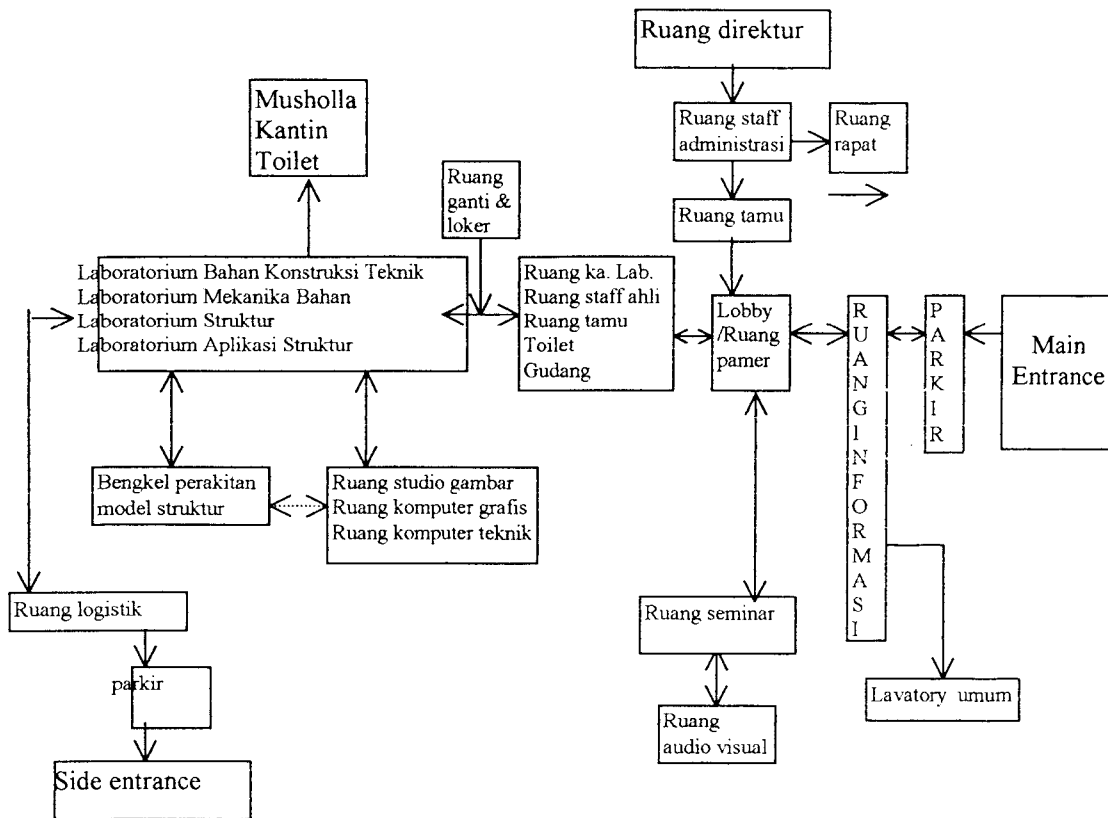 Ruang direktur
Musholla
Kantin
Toilet
Ruang staff
administrasi
Ruang
rapat
Ruang
ganti &
loker
Ruang tamu
Laboratorium Bahan Konstruksi Teknik
Laboratorium Mekanika Bahan
Laboratorium Struktur
Laboratorium Aplikasi Struktur
Ruang ka. Lab.
Ruang staff ahli
Ruang tamu
Toilet
Gudang
Lobby
/Ruang
pamer
R
U
A
N
G
I
N
F
O
R
M
A
S
I
P
A
R
K
I
R
Main
Entrance
Bengkel perakitan
model struktur
Ruang studio gambar
Ruang komputer grafis
Ruang komputer teknik
Ruang logistik
Ruang seminar
parkir
Lavatory umum
Ruang
audio visual
Side entrance